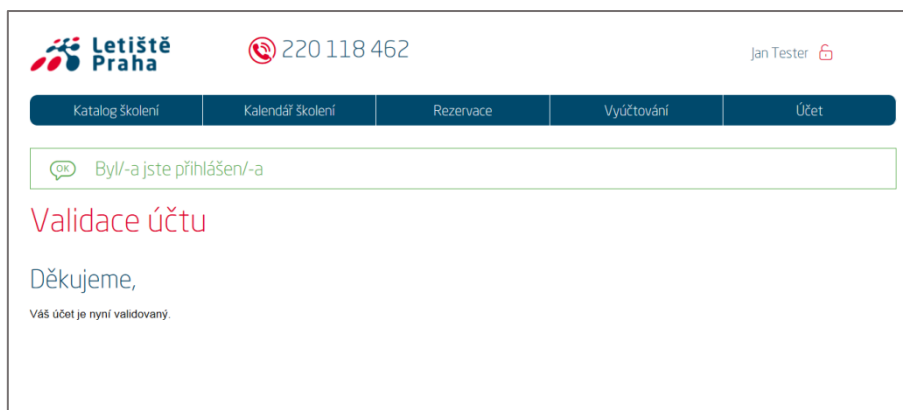 Letiště
Praha
220 118 462
Jan Tester
Katalog školení Kalendář školení Rezervace Vyúčtování Účet
OK Byl/-a jste přihlášen/-a
Validace účtu
Děkujeme,
Váš účet je nyní validovaný.